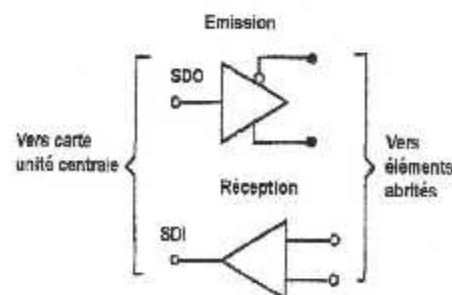 Emission
SDO
Vers carte
unité centrale
Vers
éléments
abrités
Réception
SDI